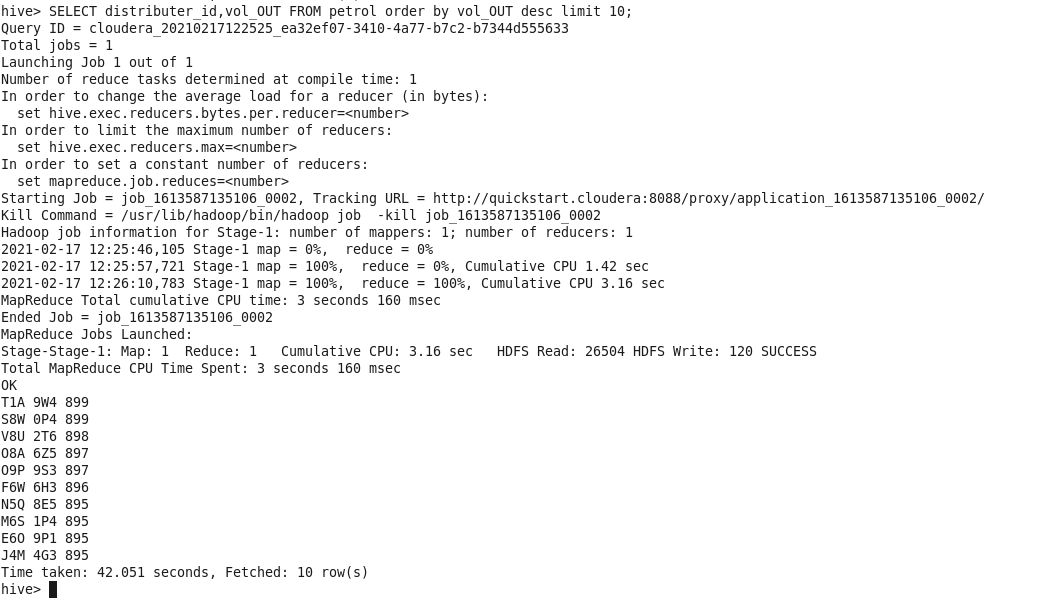 hive> SELECT distributer_id,vol_OUT FROM petrol order by vol_OUT desc limit 10;
Query ID = cloudera_20210217122525_ea32ef07-3410-4a77-b7c2-b7344d555633
Total jobs = 1
Launching Job 1 out of 1
Number of reduce tasks determined at compile time: 1
In order to change the average load for a reducer (in bytes):
  set hive.exec.reducers.bytes.per.reducer=<number>
In order to limit the maximum number of reducers:
  set hive.exec.reducers.max=<number>
In order to set a constant number of reducers:
  set mapreduce.job.reduces=<number>
Starting Job = job_1613587135106_0002, Tracking URL = http://quickstart.cloudera:8088/proxy/application_1613587135106_0002/
Kill Command = /usr/lib/hadoop/bin/hadoop job  -kill job_1613587135106_0002
Hadoop job information for Stage-1: number of mappers: 1; number of reducers: 1
2021-02-17 12:25:46,105 Stage-1 map = 0%,  reduce = 0%
2021-02-17 12:25:57,721 Stage-1 map = 100%,  reduce = 0%, Cumulative CPU 1.42 sec
2021-02-17 12:26:10,783 Stage-1 map = 100%,  reduce = 100%, Cumulative CPU 3.16 sec
MapReduce Total cumulative CPU time: 3 seconds 160 msec
Ended Job = job_1613587135106_0002
MapReduce Jobs Launched:
Stage-Stage-1: Map: 1  Reduce: 1   Cumulative CPU: 3.16 sec   HDFS Read: 26504 HDFS Write: 120 SUCCESS
Total MapReduce CPU Time Spent: 3 seconds 160 msec
OK
T1A 9W4 899
S8W 0P4 899
V8U 2T6 898
O8A 6Z5 897
O9P 9S3 897
F6W 6H3 896
N5Q 8E5 895
M6S 1P4 895
E6O 9P1 895
J4M 4G3 895
Time taken: 42.051 seconds, Fetched: 10 row(s)
hive>